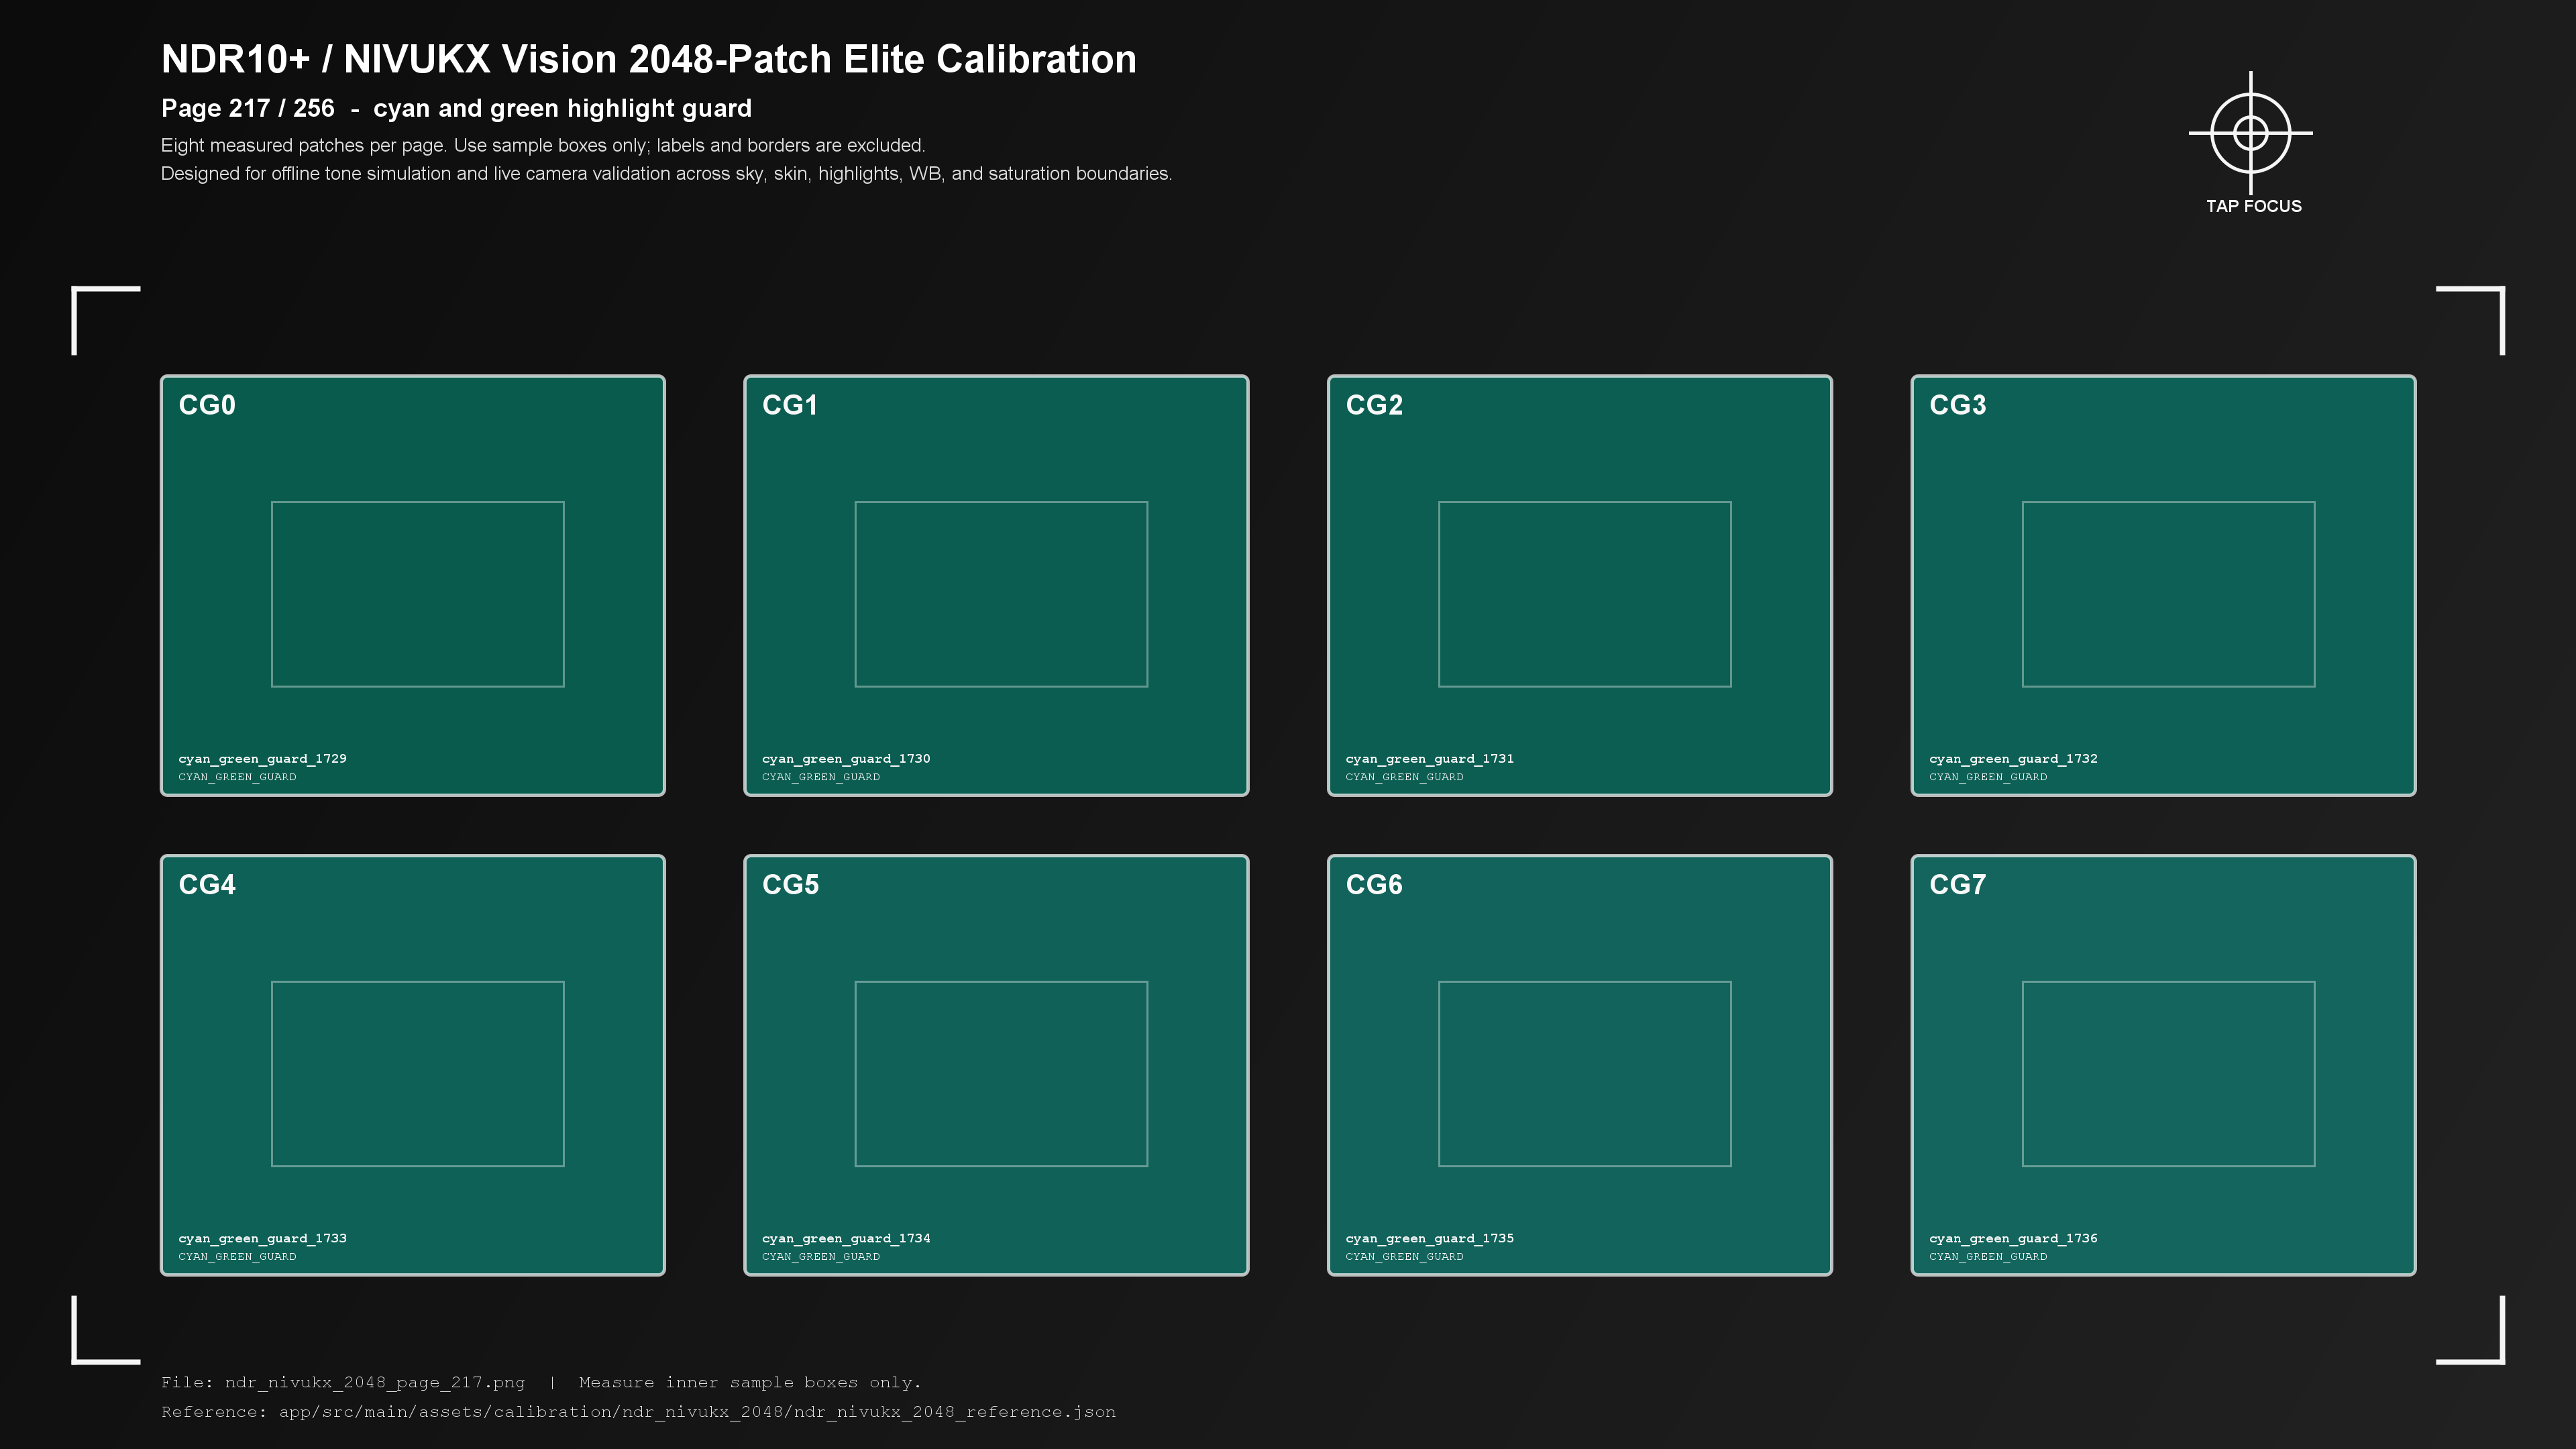 NDR10+ / NIVUKX Vision 2048-Patch Elite Calibration
Page 217 / 256 - cyan and green highlight guard
Eight measured patches per page. Use sample boxes only; labels and borders are excluded.
Designed for offline tone simulation and live camera validation across sky, skin, highlights, WB, and saturation boundaries.
TAP FOCUS
CG0
cyan_green_guard_1729
CYAN_GREEN_GUARD
CG1
cyan_green_guard_1730
CYAN_GREEN_GUARD
CG2
cyan_green_guard_1731
CYAN_GREEN_GUARD
CG3
cyan_green_guard_1732
CYAN_GREEN_GUARD
CG4
cyan_green_guard_1733
CYAN_GREEN_GUARD
CG5
cyan_green_guard_1734
CYAN_GREEN_GUARD
CG6
cyan_green_guard_1735
CYAN_GREEN_GUARD
CG7
cyan_green_guard_1736
CYAN_GREEN_GUARD
File: ndr_nivukx_2048_page_217.png | Measure inner sample boxes only.
Reference: app/src/main/assets/calibration/ndr_nivukx_2048/ndr_nivukx_2048_reference.json